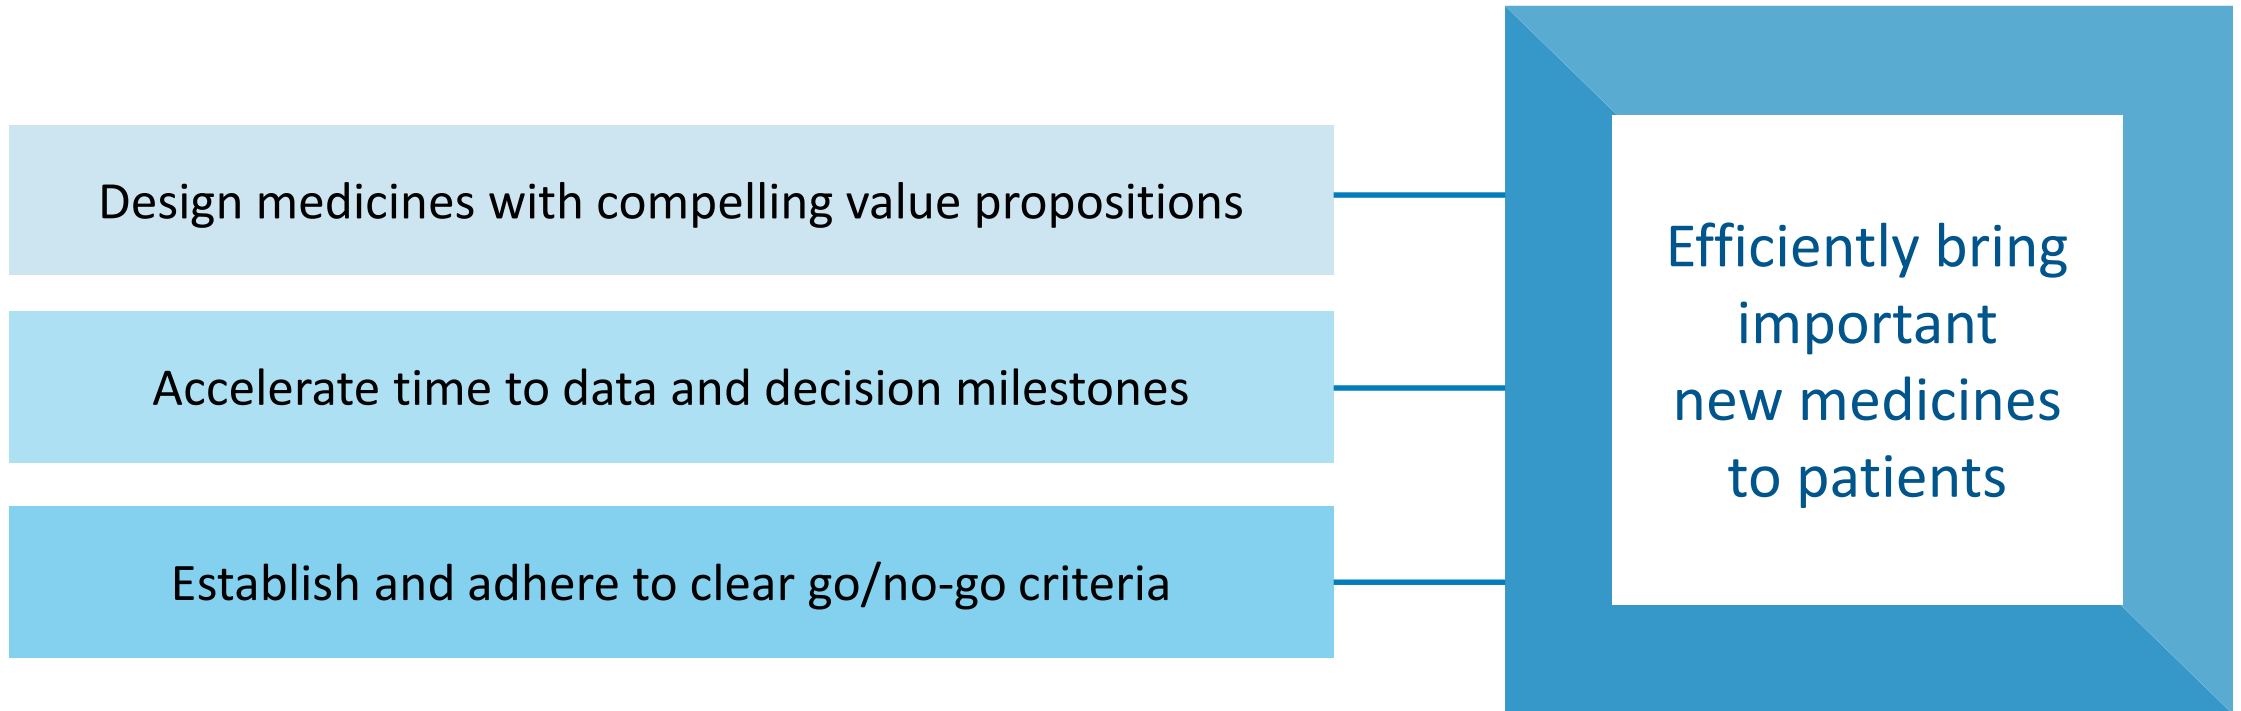 Design medicines with compelling value propositions
Accelerate time to data and decision milestones
Establish and adhere to clear go/no-go criteria
Efficiently bring
important
new medicines
to patients